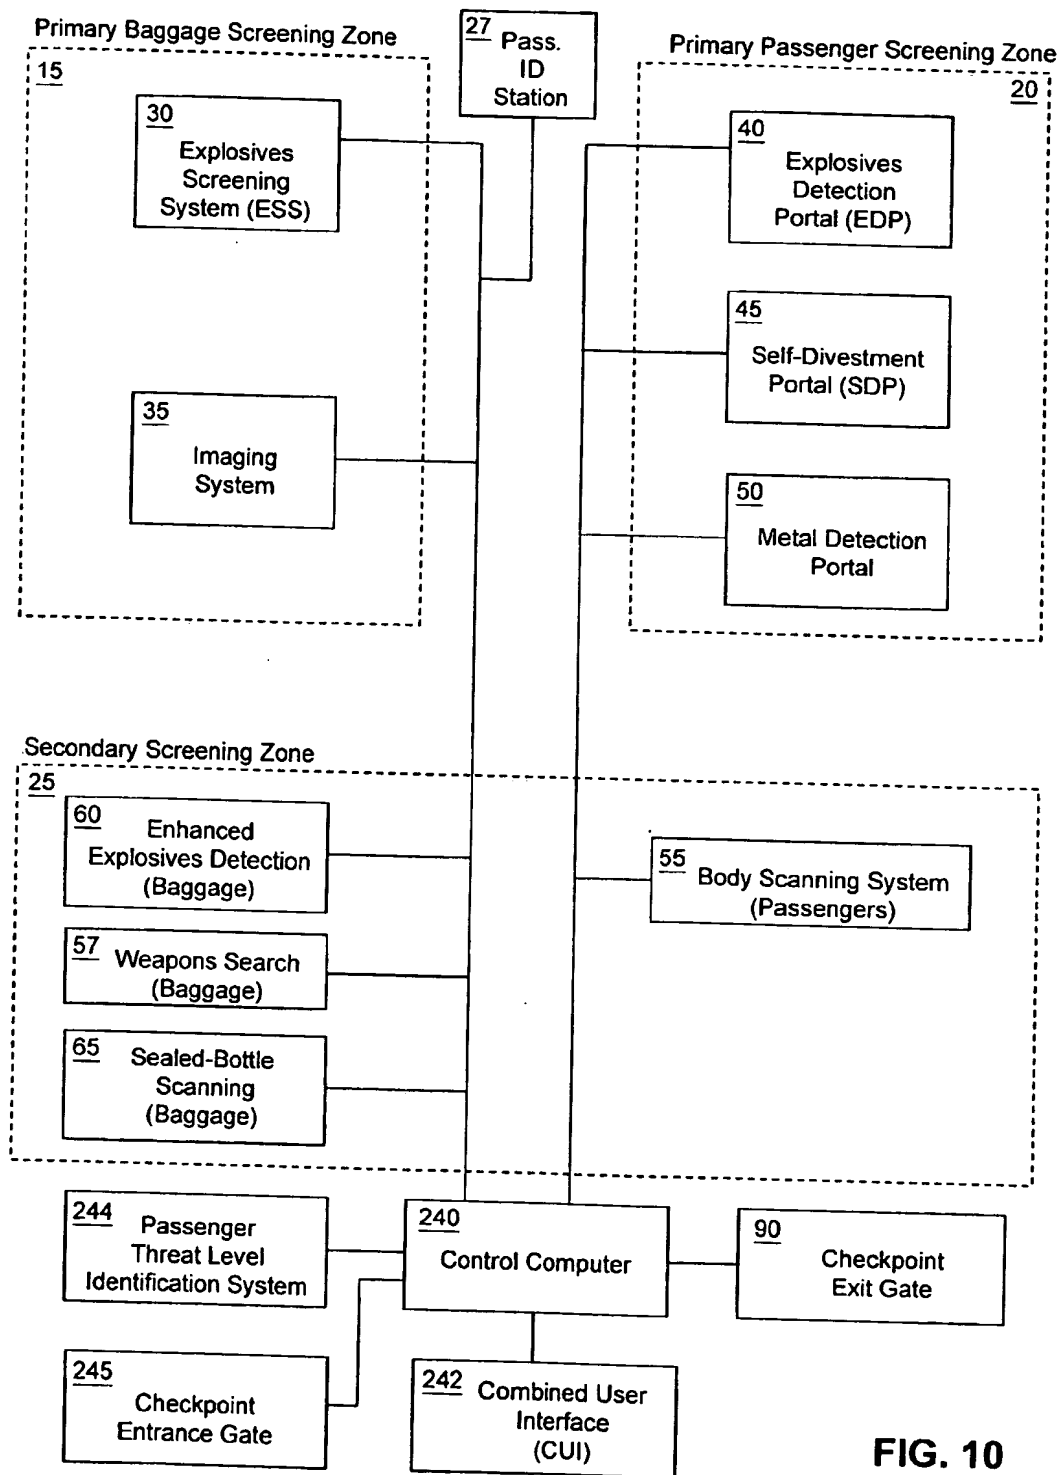 Primary Baggage Screening Zone
15
30
Explosives
Screening
System (ESS)
35
Imaging
System
27
Pass.
ID
Station
Primary Passenger Screening Zone
20
40
Explosives
Detection
Portal (EDP)
45
Self-Divestment
Portal (SDP)
50
Metal Detection
Portal
Secondary Screening Zone
25
60
Enhanced
Explosives Detection
(Baggage)
57
Weapons Search
(Baggage)
65
Sealed-Bottle
Scanning
(Baggage)
55
Body Scanning System
(Passengers)
244
Passenger
Threat Level
Identification System
240
Control Computer
90
Checkpoint
Exit Gate
245
Checkpoint
Entrance Gate
242
Combined User
Interface
(CUI)
FIG. 10